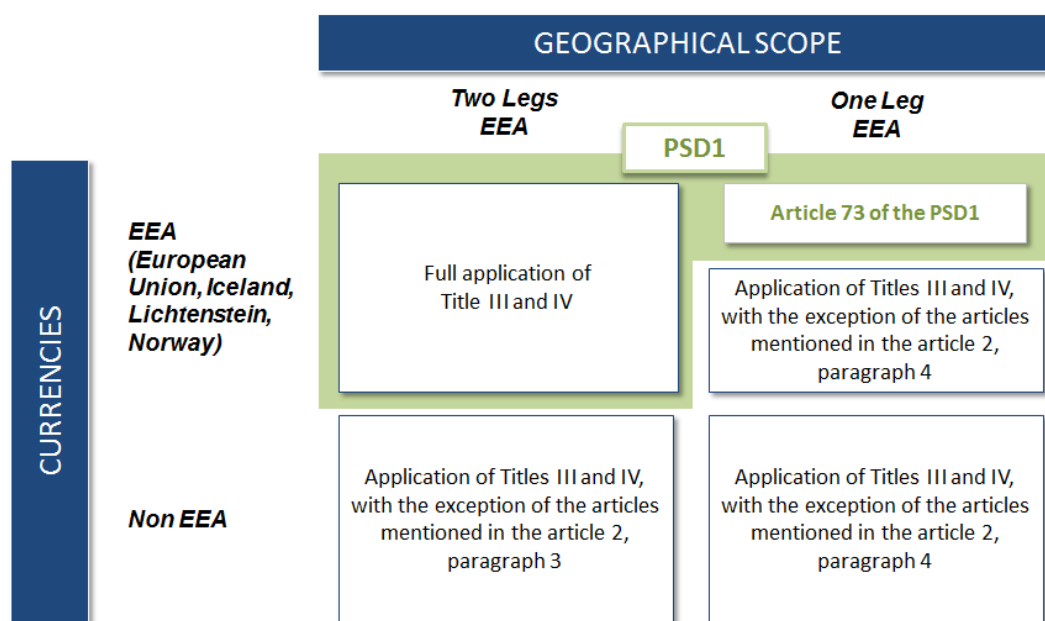 GEOGRAPHICAL SCOPE
Two Legs
EEA
One Leg
EEA
PSD1
CURRENCIES
EEA
(European
Union, Iceland,
Lichtenstein,
Norway)
Full application of
Title III and IV
Article 73 of the PSD1
Application of Titles III and IV,
with the exception of the articles
mentioned in the article 2,
paragraph 4
Non EEA
Application of Titles III and IV,
with the exception of the articles
mentioned in the article 2,
paragraph 3
Application of Titles III and IV,
with the exception of the articles
mentioned in the article 2,
paragraph 4